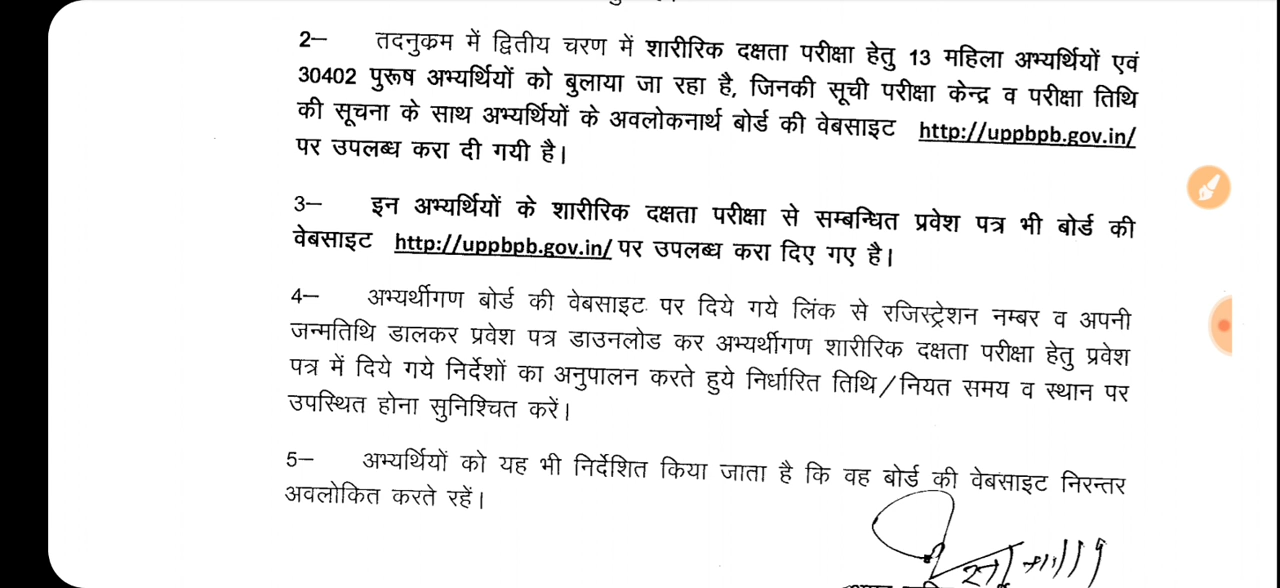 2— तदनुक्रम में द्वितीय चरण में शारीरिक दक्षता परीक्षा हेतु 13 महिला अभ्यर्थियों एवं
30402 पुरूष अभ्यर्थियों को बुलाया जा रहा है, जिनकी सूची परीक्षा केन्द्र व परीक्षा तिथि
की सूचना के साथ अभ्यर्थियों के अवलोकनार्थ बोर्ड की वेबसाइट http://uppbpb.gov.in/
पर उपलब्ध करा दी गयी है।
3— इन अभ्यर्थियों के शारीरिक दक्षता परीक्षा से सम्बन्धित प्रवेश पत्र भी बोर्ड की
वेबसाइट http://uppbpb.gov.in/ पर उपलब्ध करा दिए गए है।
4— अभ्यर्थीगण बोर्ड की वेबसाइट पर दिये गये लिंक से रजिस्ट्रेशन नम्बर व अपनी
जन्मतिथि डालकर प्रवेश पत्र डाउनलोड कर अभ्यर्थीगण शारीरिक दक्षता परीक्षा हेतु प्रवेश
पत्र में दिये गये निर्देशों का अनुपालन करते हुये निर्धारित तिथि/नियत समय व स्थान पर
उपस्थित होना सुनिश्चित करें।
5— अभ्यर्थियों को यह भी निर्देशित किया जाता है कि वह बोर्ड की वेबसाइट निरन्तर
अवलोकित करते रहें।